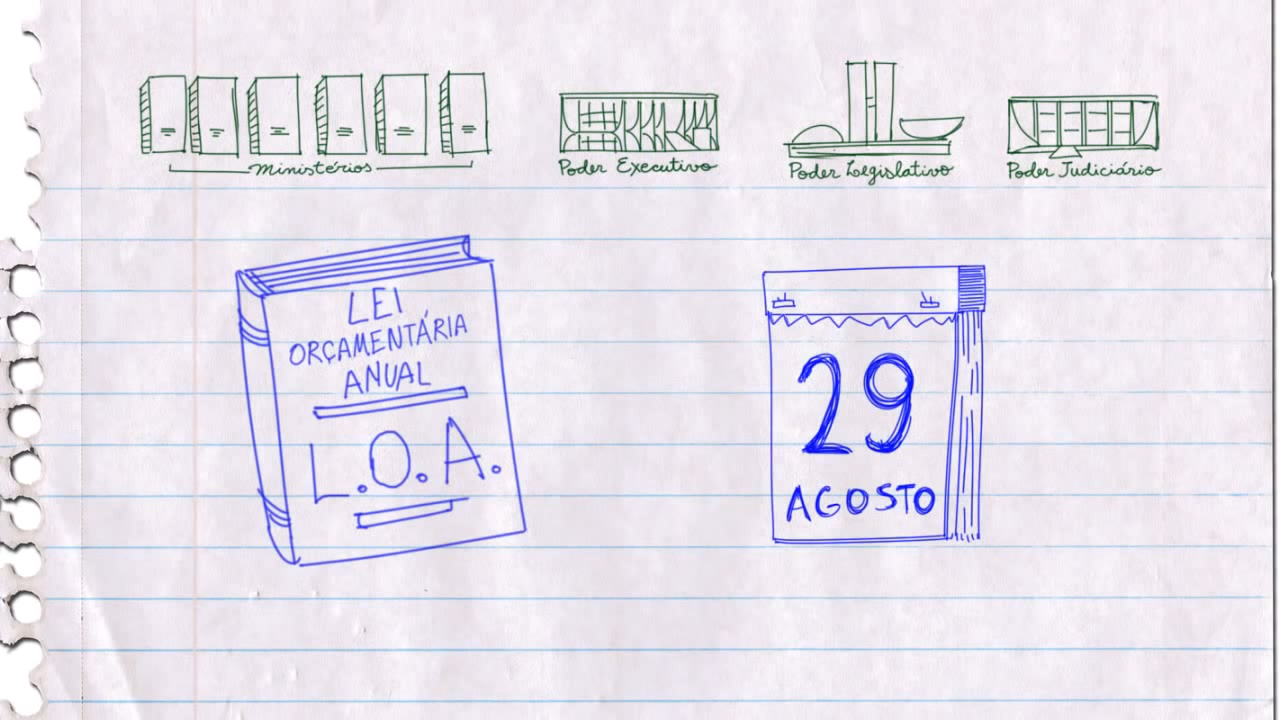 Ministérios
Poder Executivo
Poder Legislativo
Poder Judiciário
LEI
ORÇAMENTÁRIA
ANUAL
L.O.A.
29
AGOSTO